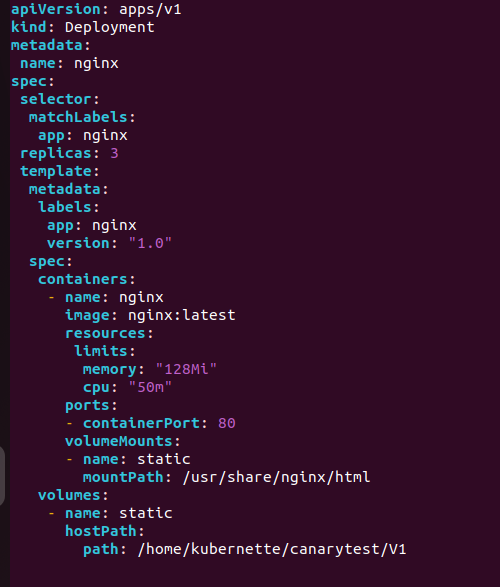 apiVersion: apps/v1
kind: Deployment
metadata:
 name: nginx
spec:
 selector:
  matchLabels:
   app: nginx
 replicas: 3
 template:
  metadata:
   labels:
    app: nginx
    version: "1.0"
  spec:
   containers:
    - name: nginx
      image: nginx:latest
      resources:
       limits:
        memory: "128Mi"
        cpu: "50m"
      ports:
      - containerPort: 80
      volumeMounts:
      - name: static
        mountPath: /usr/share/nginx/html
   volumes:
    - name: static
      hostPath:
        path: /home/kubernette/canarytest/V1